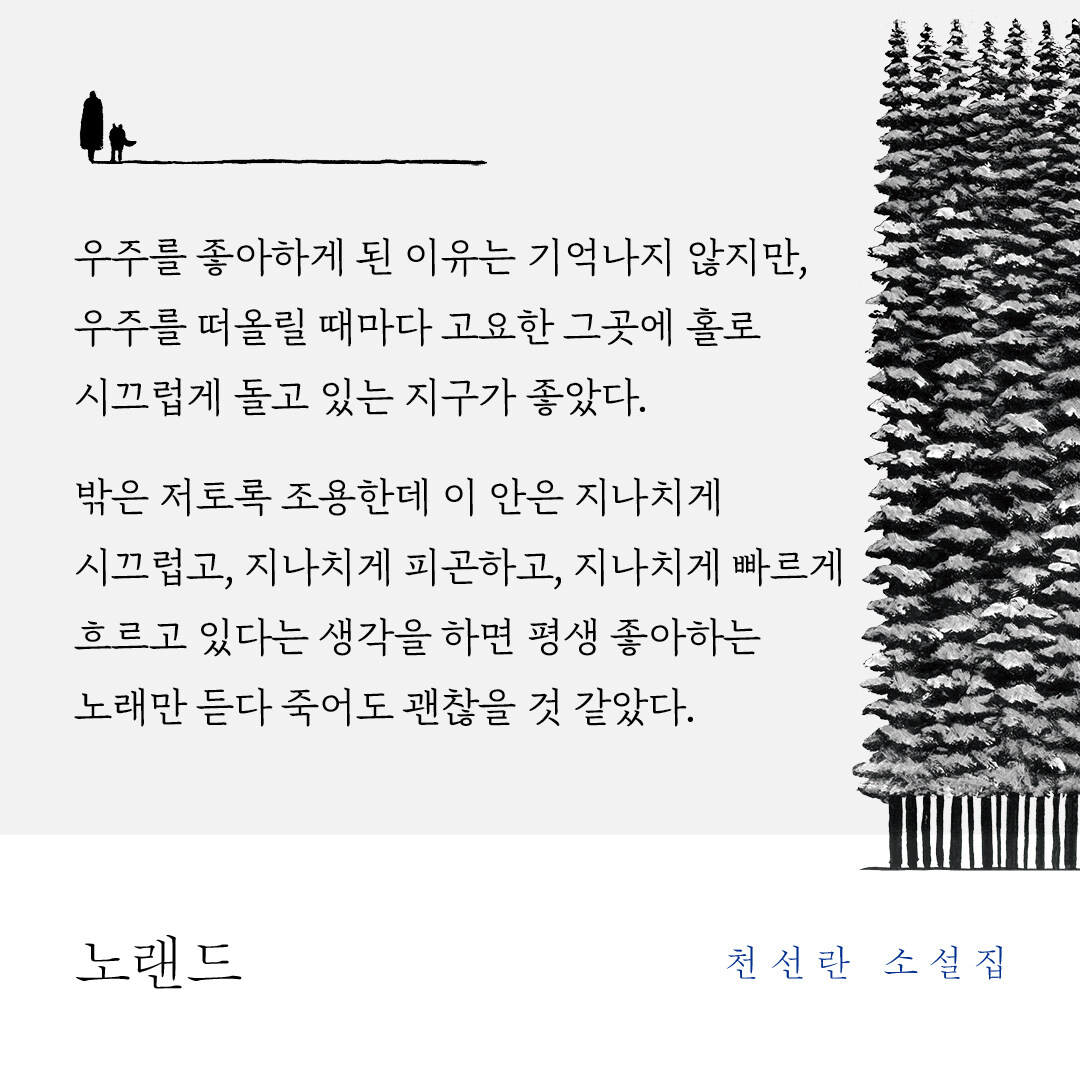 우주를 좋아하게 된 이유는 기억나지 않지만,
우주를 떠올릴 때마다 고요한 그곳에 홀로
시끄럽게 돌고 있는 지구가 좋았다.
밖은 저토록 조용한데 이 안은 지나치게
시끄럽고, 지나치게 피곤하고, 지나치게 빠르게
흐르고 있다는 생각을 하면 평생 좋아하는
노래만 듣다 죽어도 괜찮을 것 같았다.
노랜드
천선란 소설집